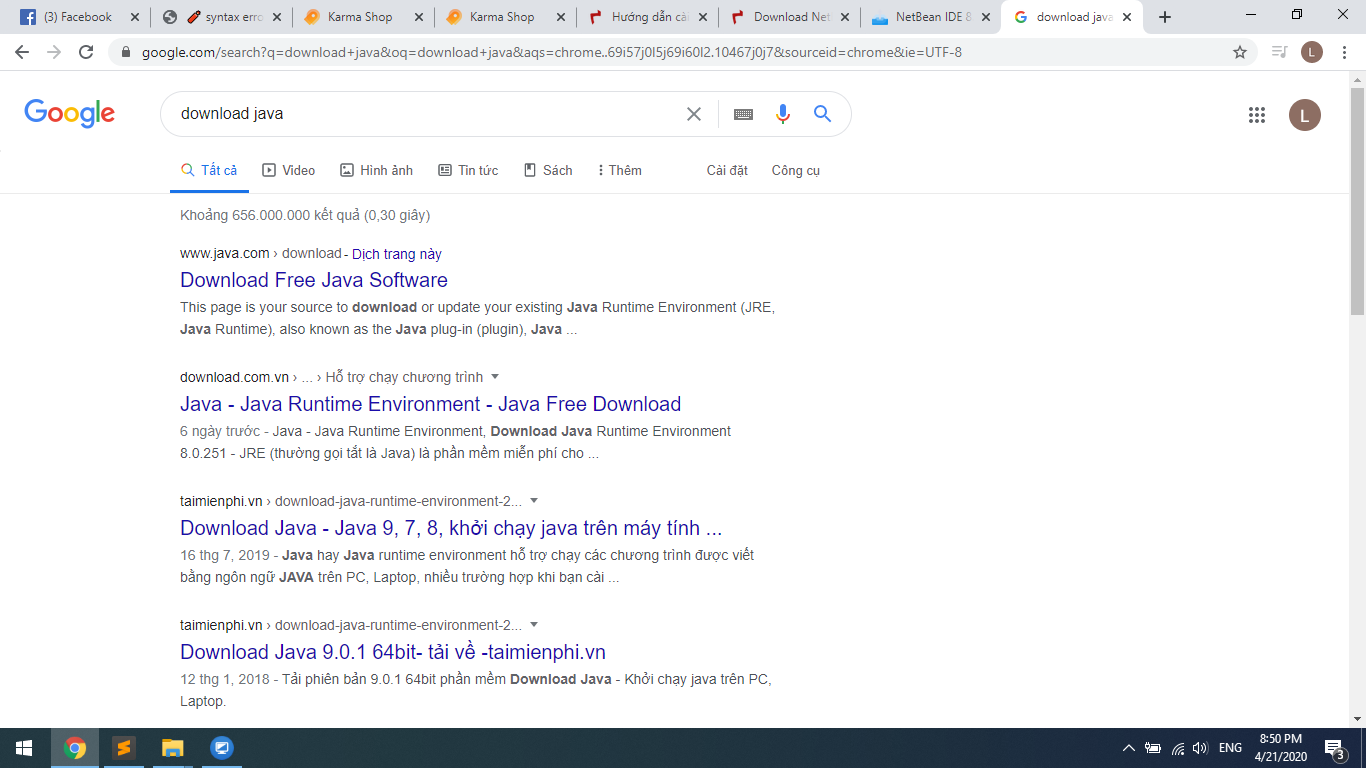 (3) Facebook
syntax erro
Karma Shop
Karma Shop
Hướng dẫn cài
Download Net
NetBean IDE 8
download java
google.com/search?q=download+java&oq=download+java&aqs=chrome..69i57j0l5j69i60l2.10467j0j7&sourceid=chrome&ie=UTF-8
L
Google
download java
L
Tất cả
Video
Hình ảnh
Tin tức
Sách
Thêm
Cài đặt
Công cụ
Khoảng 656.000.000 kết quả (0,30 giây)
www.java.com › download - Dịch trang này
Download Free Java Software
This page is your source to download or update your existing Java Runtime Environment (JRE,
Java Runtime), also known as the Java plug-in (plugin), Java ...
download.com.vn › ... › Hỗ trợ chạy chương trình
Java - Java Runtime Environment - Java Free Download
6 ngày trước - Java - Java Runtime Environment, Download Java Runtime Environment
8.0.251 - JRE (thường gọi tắt là Java) là phần mềm miễn phí cho ...
taimienphi.vn › download-java-runtime-environment-2...
Download Java - Java 9, 7, 8, khởi chạy java trên máy tính ...
16 thg 7, 2019 - Java hay Java runtime environment hỗ trợ chạy các chương trình được viết
bằng ngôn ngữ JAVA trên PC, Laptop, nhiều trường hợp khi bạn cài ...
taimienphi.vn › download-java-runtime-environment-2...
Download Java 9.0.1 64bit- tải về -taimienphi.vn
12 thg 1, 2018 - Tải phiên bản 9.0.1 64bit phần mềm Download Java - Khởi chạy java trên PC,
Laptop.
ENG
8:50 PM
4/21/2020
3